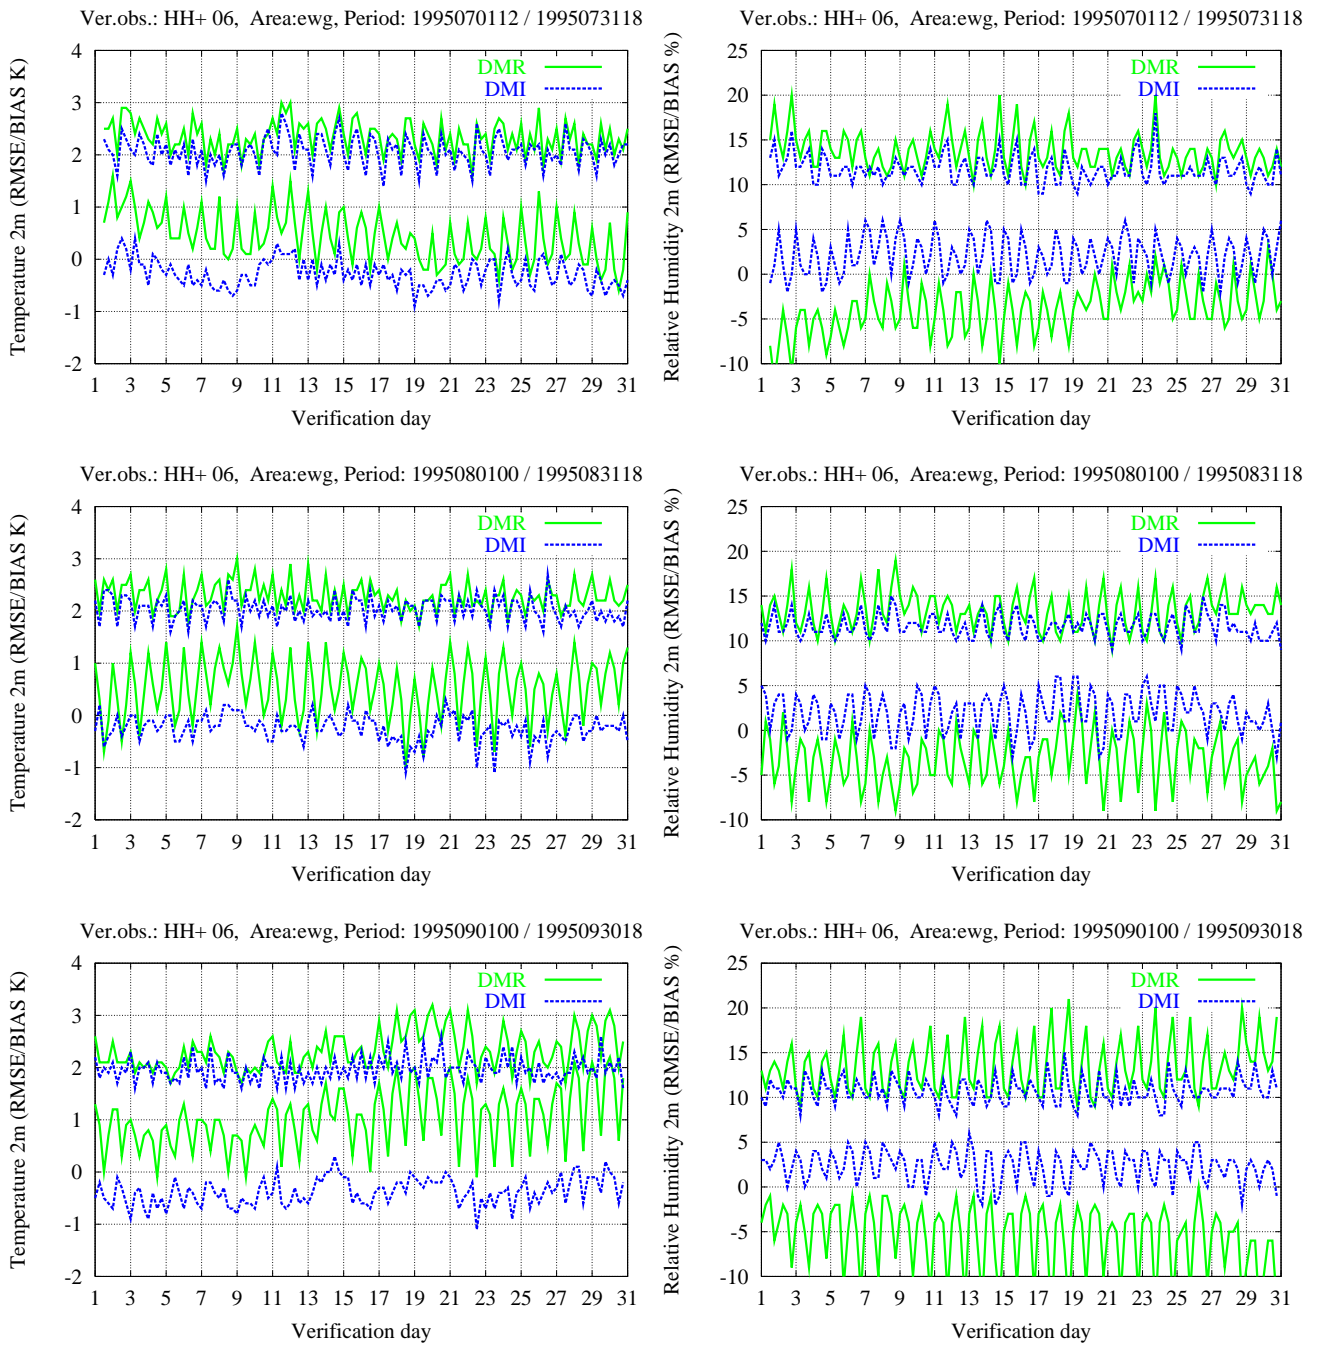 Ver.obs.: HH+ 06, Area:ewg, Period: 1995070112 / 1995073118
Temperature 2m (RMSE/BIAS K)
4
3
2
1
0
-1
-2
DMR
DMI
1 3 5 7 9 11 13 15 17 19 21 23 25 27 29 31
Verification day
Ver.obs.: HH+ 06, Area:ewg, Period: 1995070112 / 1995073118
Relative Humidity 2m (RMSE/BIAS %)
25
20
15
10
5
0
-5
-10
DMR
DMI
1 3 5 7 9 11 13 15 17 19 21 23 25 27 29 31
Verification day
Ver.obs.: HH+ 06, Area:ewg, Period: 1995080100 / 1995083118
Temperature 2m (RMSE/BIAS K)
4
3
2
1
0
-1
-2
DMR
DMI
1 3 5 7 9 11 13 15 17 19 21 23 25 27 29 31
Verification day
Ver.obs.: HH+ 06, Area:ewg, Period: 1995080100 / 1995083118
Relative Humidity 2m (RMSE/BIAS %)
25
20
15
10
5
0
-5
-10
DMR
DMI
1 3 5 7 9 11 13 15 17 19 21 23 25 27 29 31
Verification day
Ver.obs.: HH+ 06, Area:ewg, Period: 1995090100 / 1995093018
Temperature 2m (RMSE/BIAS K)
4
3
2
1
0
-1
-2
DMR
DMI
1 3 5 7 9 11 13 15 17 19 21 23 25 27 29 31
Verification day
Ver.obs.: HH+ 06, Area:ewg, Period: 1995090100 / 1995093018
Relative Humidity 2m (RMSE/BIAS %)
25
20
15
10
5
0
-5
-10
DMR
DMI
1 3 5 7 9 11 13 15 17 19 21 23 25 27 29 31
Verification day